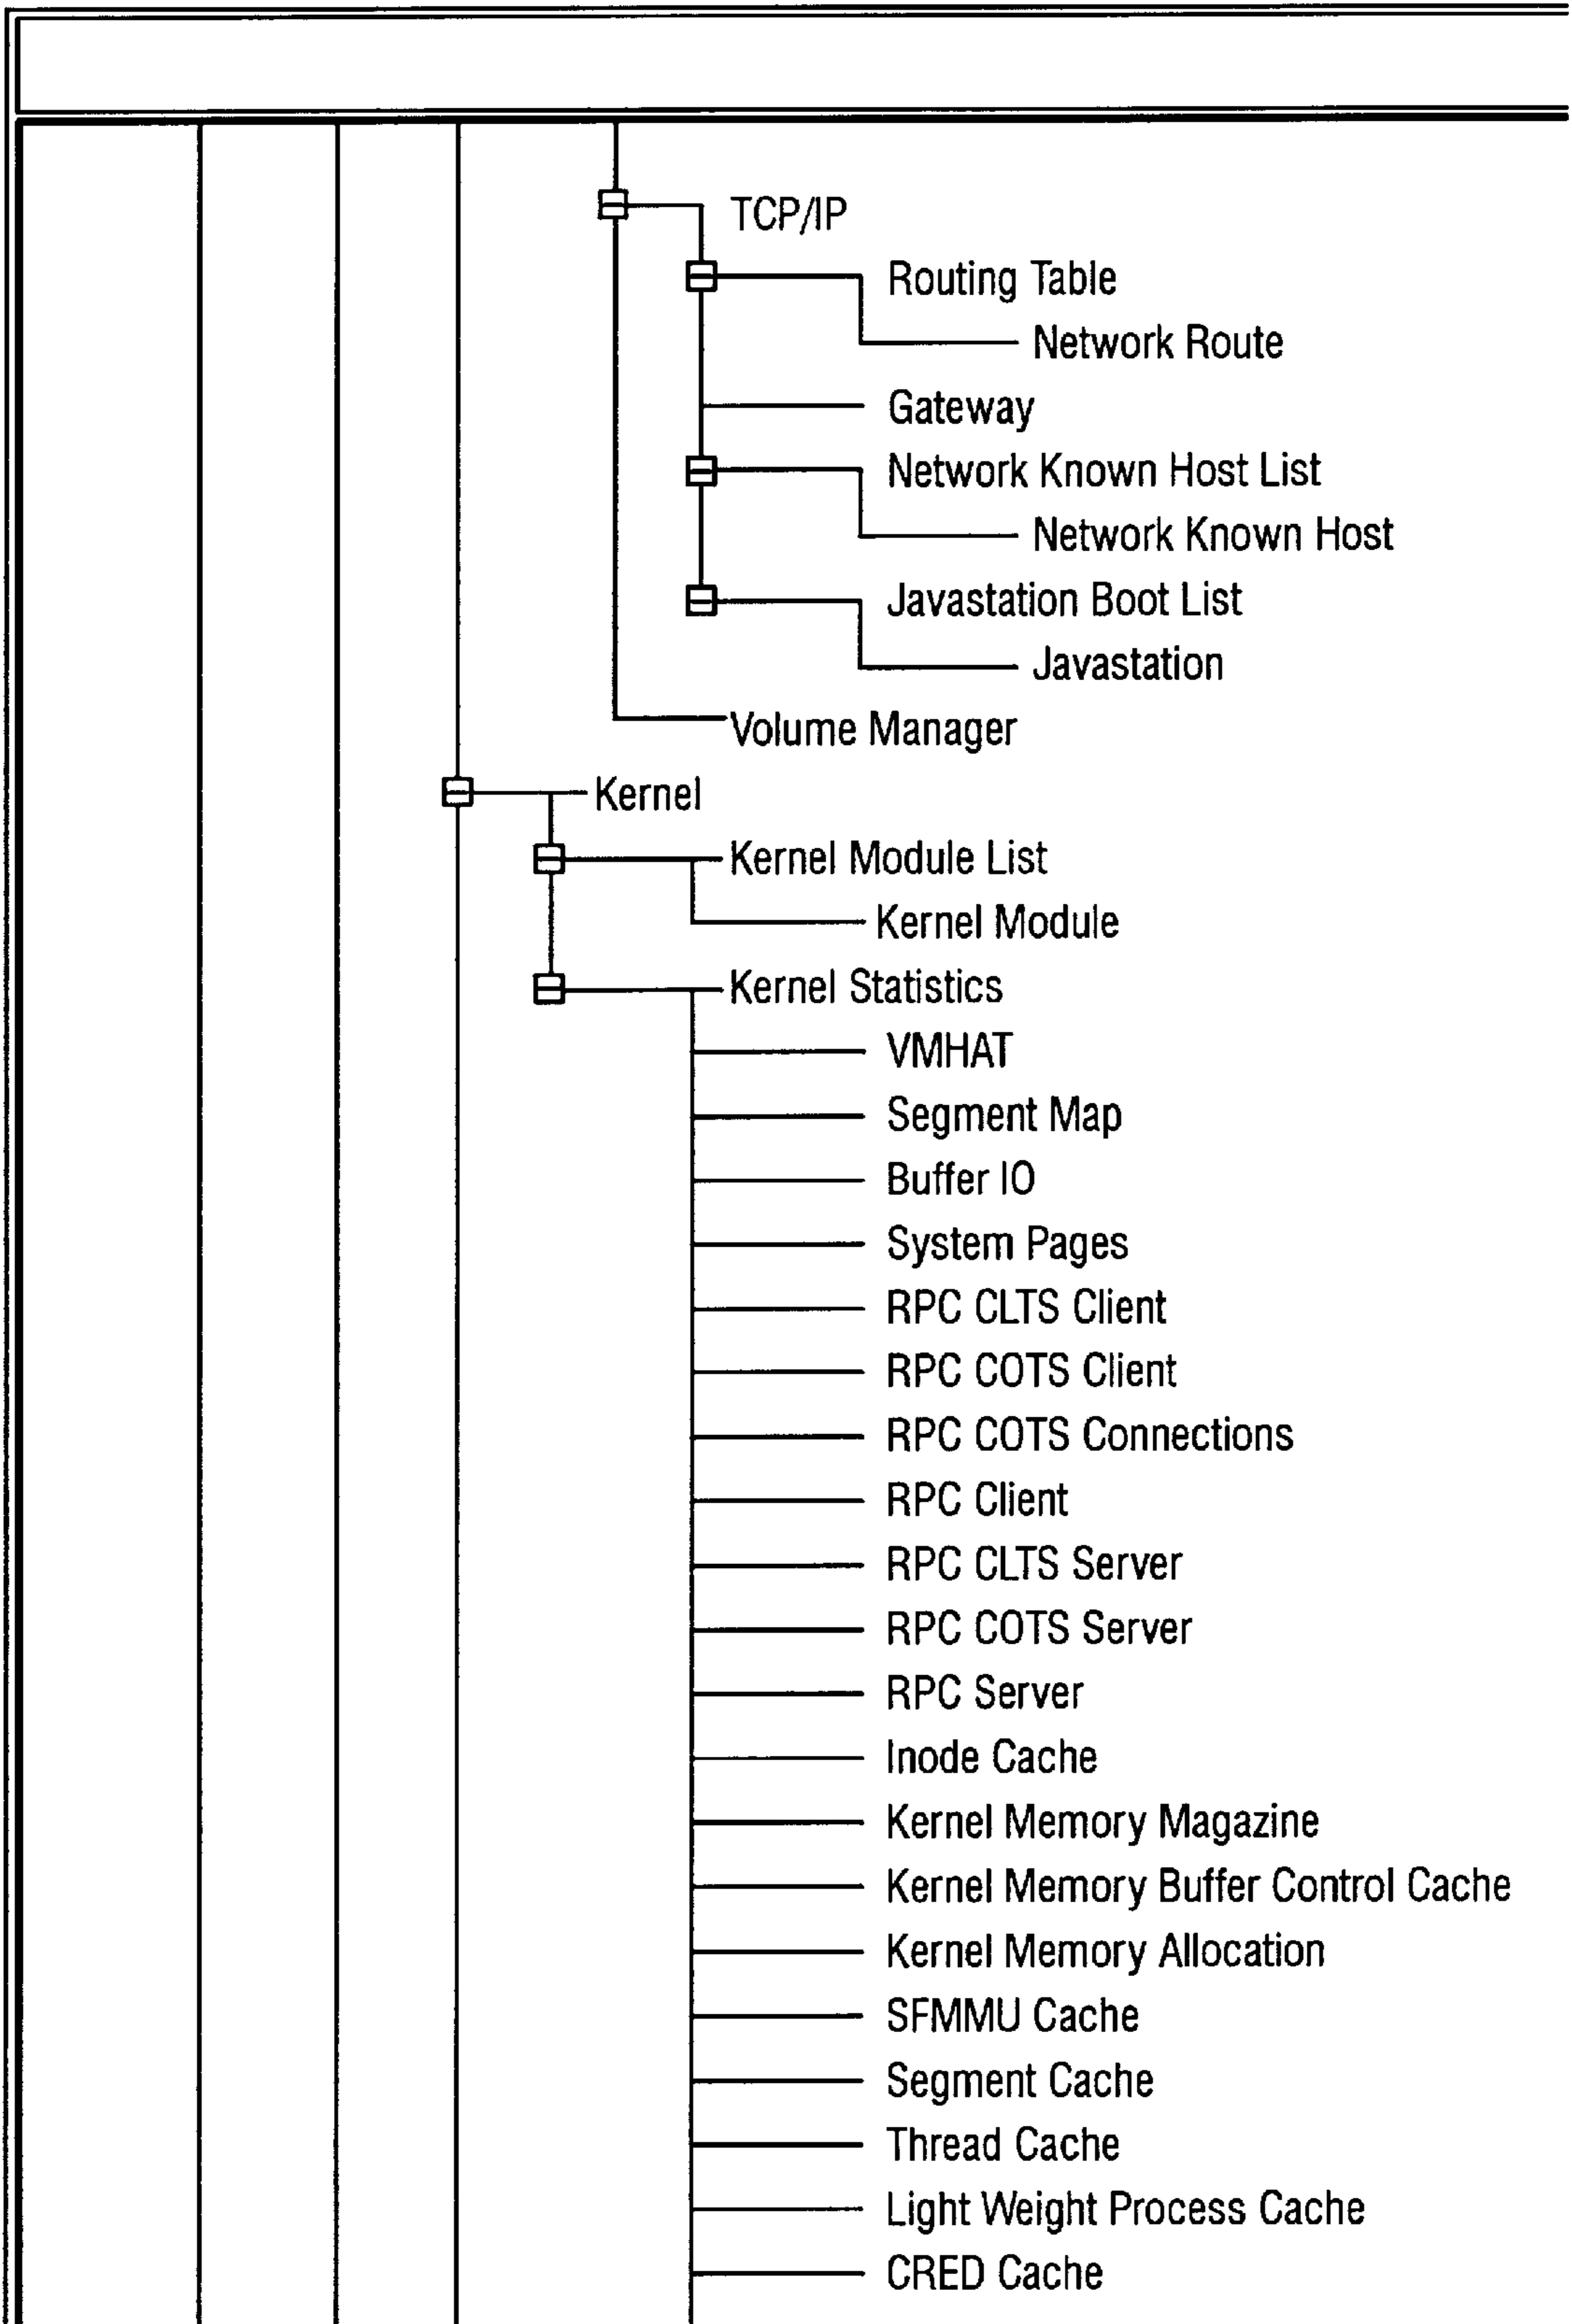 TCP/IP
Routing Table
Network Route
Gateway
Network Known Host List
Network Known Host
Javastation Boot List
Javastation
Volume Manager
Kernel
Kernel Module List
Kernel Module
Kernel Statistics
VMHAT
Segment Map
Buffer IO
System Pages
RPC CLTS Client
RPC COTS Client
RPC COTS Connections
RPC Client
RPC CLTS Server
RPC COTS Server
RPC Server
Inode Cache
Kernel Memory Magazine
Kernel Memory Buffer Control Cache
Kernel Memory Allocation
SFMMU Cache
Segment Cache
Thread Cache
Light Weight Process Cache
CRED Cache